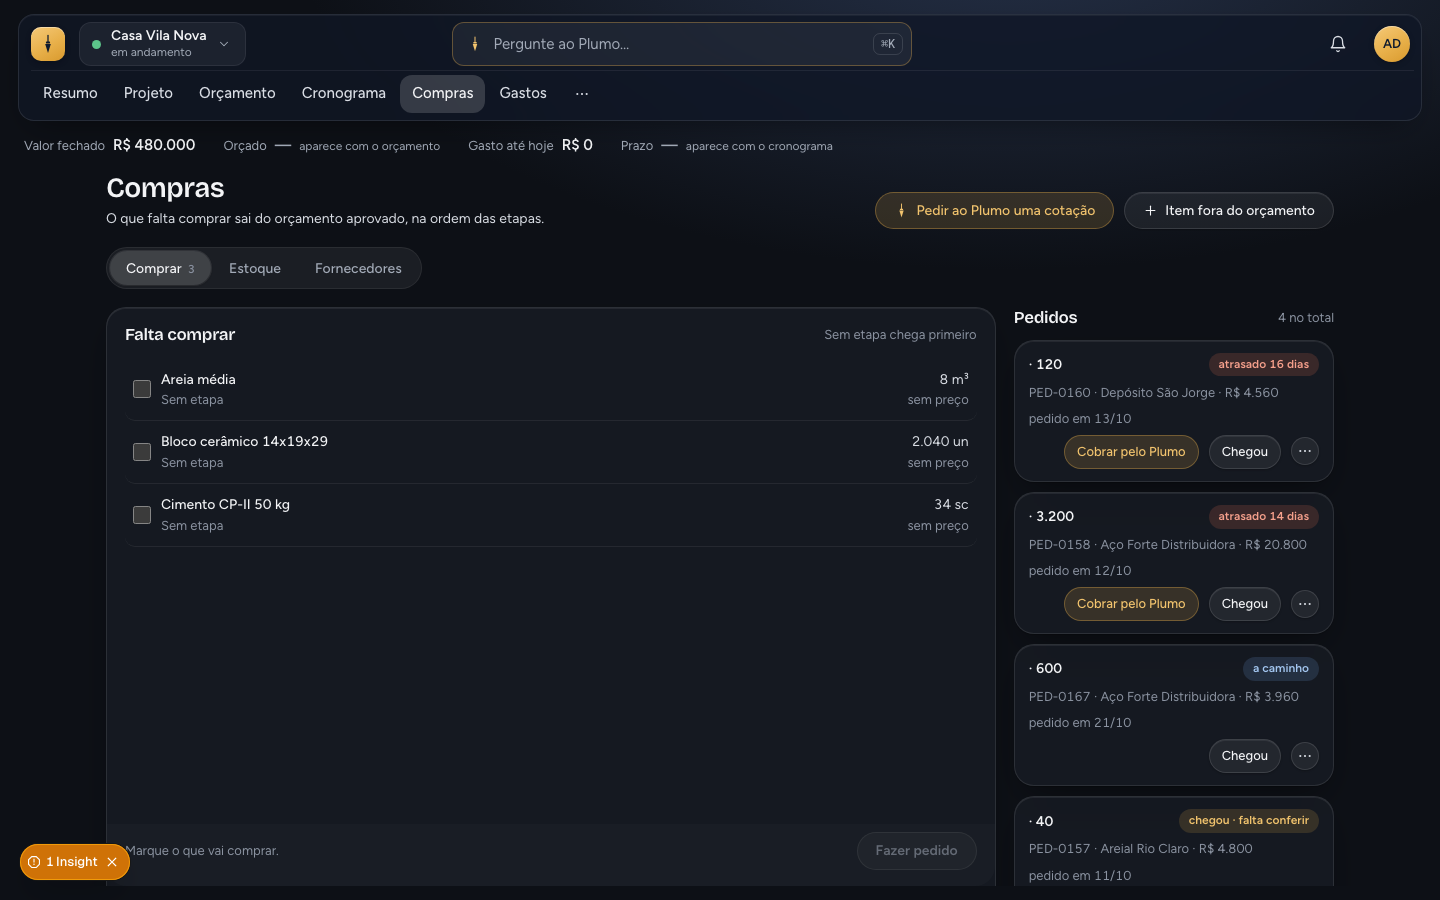 Casa Vila Nova
em andamento
Pergunte ao Plumo...
⌘K
AD
Resumo Projeto Orçamento Cronograma Compras Gastos ···
Valor fechado R$ 480.000 Orçado — aparece com o orçamento Gasto até hoje R$ 0 Prazo — aparece com o cronograma
Compras
O que falta comprar sai do orçamento aprovado, na ordem das etapas.
Pedir ao Plumo uma cotação
+ Item fora do orçamento
Comprar 3 Estoque Fornecedores
Falta comprar
Sem etapa chega primeiro
Areia média 8 m³
Sem etapa sem preço
Bloco cerâmico 14x19x29 2.040 un
Sem etapa sem preço
Cimento CP-II 50 kg 34 sc
Sem etapa sem preço
Marque o que vai comprar.
Fazer pedido
Pedidos 4 no total
· 120 atrasado 16 dias
PED-0160 · Depósito São Jorge · R$ 4.560
pedido em 13/10
Cobrar pelo Plumo Chegou ···
· 3.200 atrasado 14 dias
PED-0158 · Aço Forte Distribuidora · R$ 20.800
pedido em 12/10
Cobrar pelo Plumo Chegou ···
· 600 a caminho
PED-0167 · Aço Forte Distribuidora · R$ 3.960
pedido em 21/10
Chegou ···
· 40 chegou · falta conferir
PED-0157 · Areial Rio Claro · R$ 4.800
pedido em 11/10
1 Insight